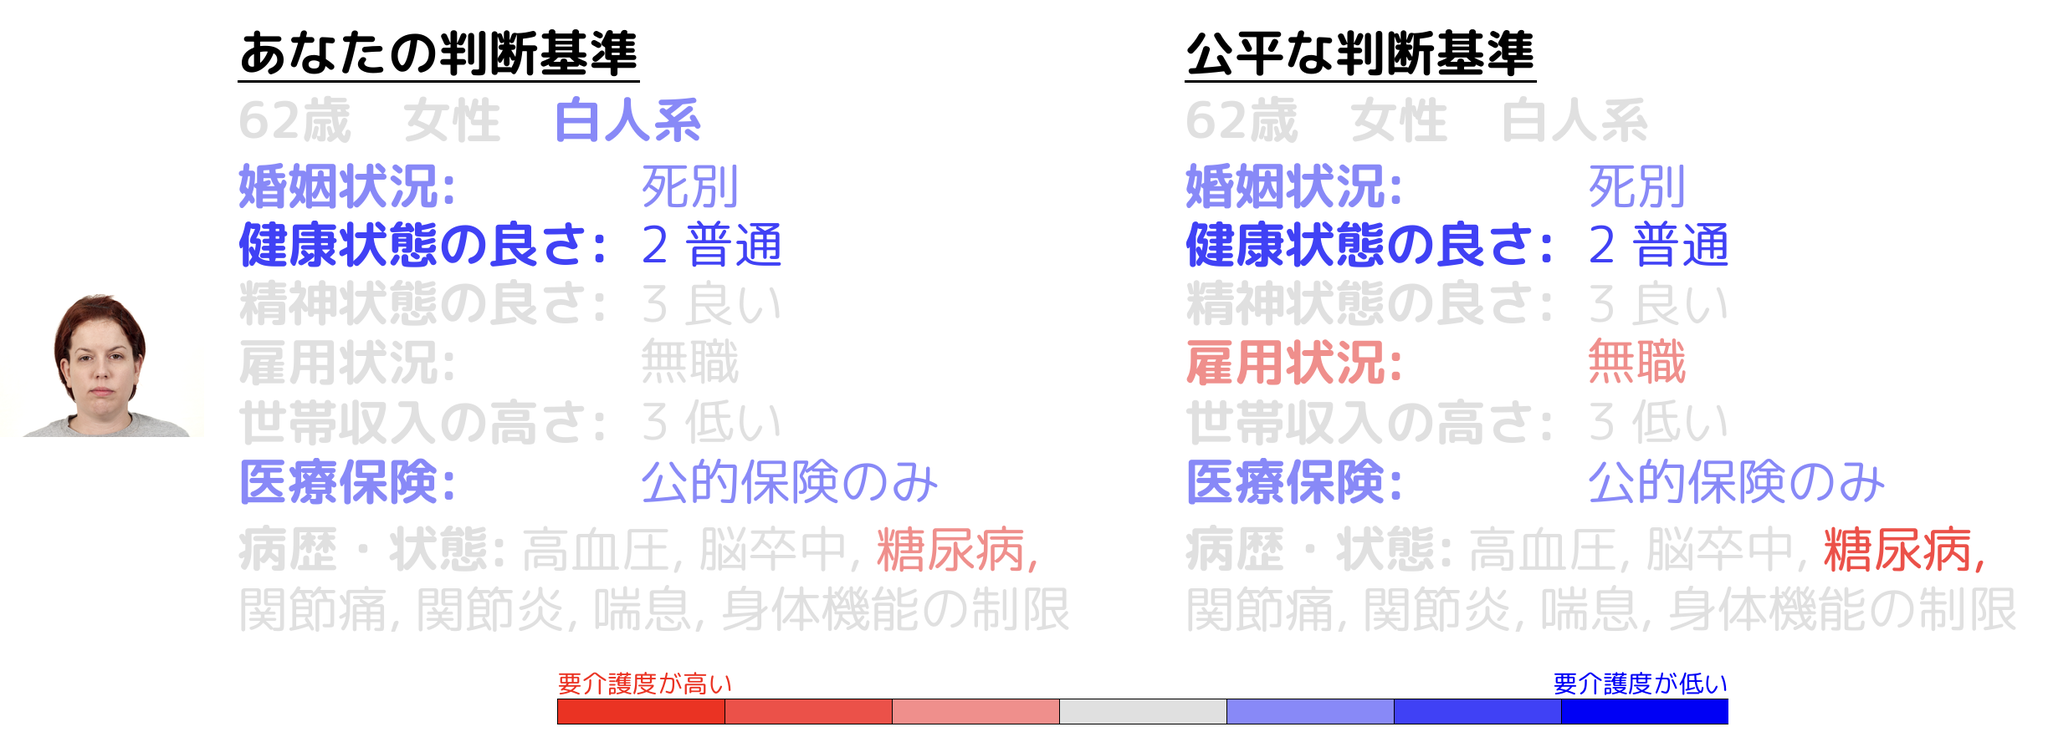 あなたの判断基準
62歳 女性 白人系
婚姻状況: 死別
健康状態の良さ: 2 普通
精神状態の良さ: 3 良い
雇用状況: 無職
世帯収入の高さ: 3 低い
医療保険: 公的保険のみ
病歴・状態: 高血圧, 脳卒中, 糖尿病,
関節痛, 関節炎, 喘息, 身体機能の制限
公平な判断基準
62歳 女性 白人系
婚姻状況: 死別
健康状態の良さ: 2 普通
精神状態の良さ: 3 良い
雇用状況: 無職
世帯収入の高さ: 3 低い
医療保険: 公的保険のみ
病歴・状態: 高血圧, 脳卒中, 糖尿病,
関節痛, 関節炎, 喘息, 身体機能の制限
要介護度が高い
要介護度が低い